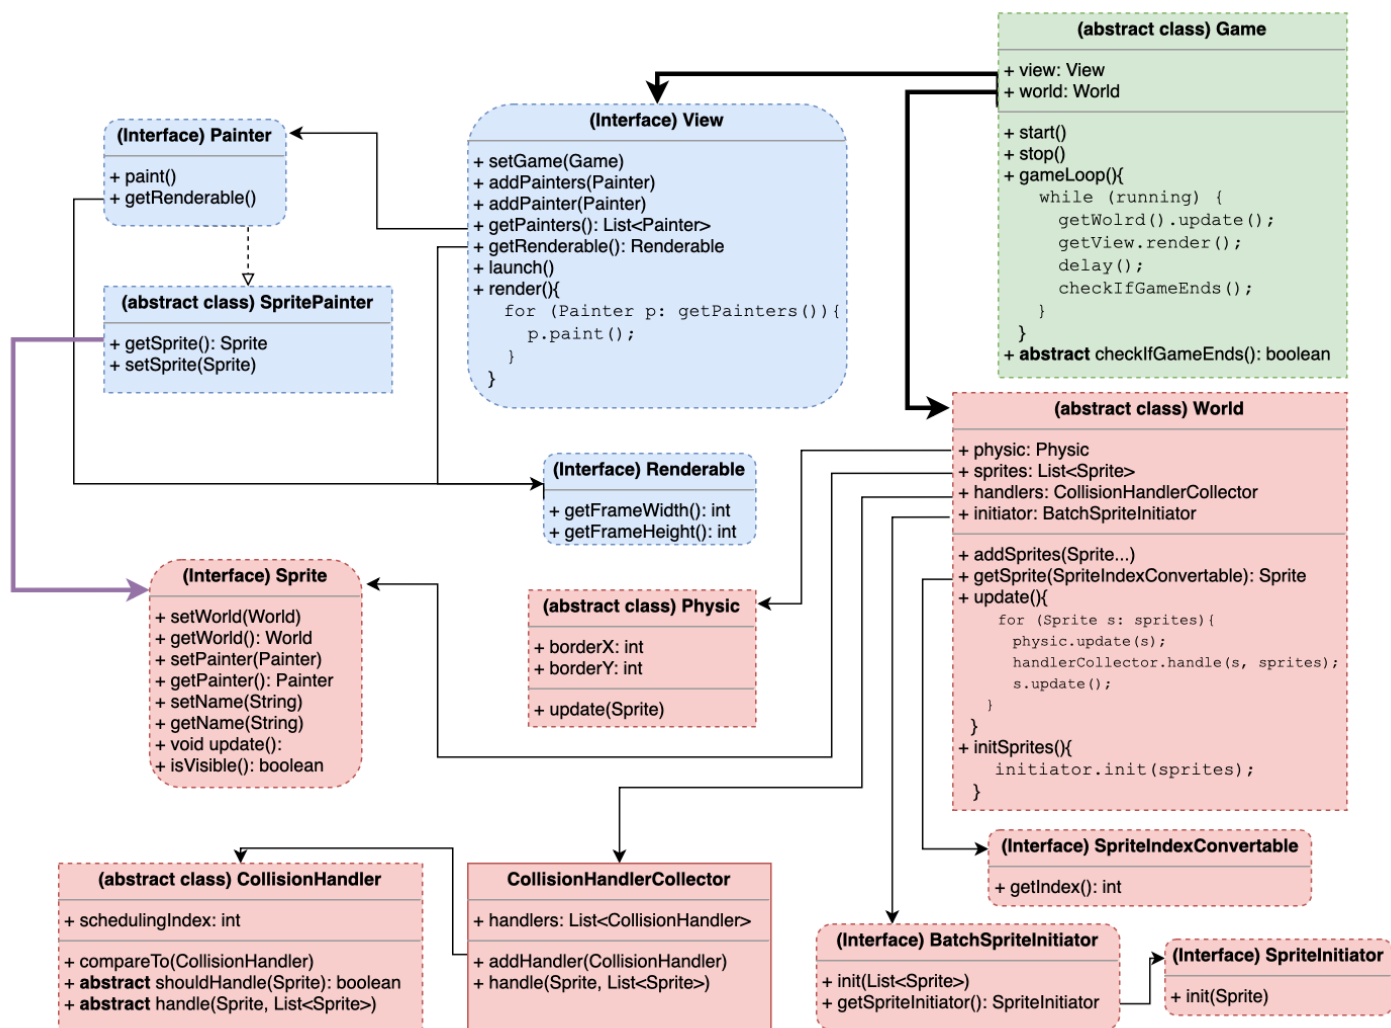 (abstract class) Game
+ view: View
+ world: World
+ start()
+ stop()
+ gameLoop(){
while (running) {
getWolrd().update();
getView.render();
delay();
checkIfGameEnds();
}
}
+ abstract checkIfGameEnds(): boolean
(Interface) View
+ setGame(Game)
+ addPainters(Painter)
+ addPainter(Painter)
+ getPainters(): List<Painter>
+ getRenderable(): Renderable
+ launch()
+ render(){
for (Painter p: getPainters()){
p.paint();
}
}
(Interface) Painter
+ paint()
+ getRenderable()
(abstract class) SpritePainter
+ getSprite(): Sprite
+ setSprite(Sprite)
(Interface) Renderable
+ getFrameWidth(): int
+ getFrameHeight(): int
(abstract class) World
+ physic: Physic
+ sprites: List<Sprite>
+ handlers: CollisionHandlerCollector
+ initiator: BatchSpriteInitiator
+ addSprites(Sprite...)
+ getSprite(SpriteIndexConvertable): Sprite
+ update(){
for (Sprite s: sprites){
physic.update(s);
handlerCollector.handle(s, sprites);
s.update();
}
}
+ initSprites(){
initiator.init(sprites);
}
(Interface) Sprite
+ setWorld(World)
+ getWorld(): World
+ setPainter(Painter)
+ getPainter(): Painter
+ setName(String)
+ getName(String)
+ void update():
+ isVisible(): boolean
(abstract class) Physic
+ borderX: int
+ borderY: int
+ update(Sprite)
(Interface) SpriteIndexConvertable
+ getIndex(): int
(abstract class) CollisionHandler
+ schedulingIndex: int
+ compareTo(CollisionHandler)
+ abstract shouldHandle(Sprite): boolean
+ abstract handle(Sprite, List<Sprite>)
CollisionHandlerCollector
+ handlers: List<CollisionHandler>
+ addHandler(CollisionHandler)
+ handle(Sprite, List<Sprite>)
(Interface) BatchSpriteInitiator
+ init(List<Sprite>)
+ getSpriteInitiator(): SpriteInitiator
(Interface) SpriteInitiator
+ init(Sprite)